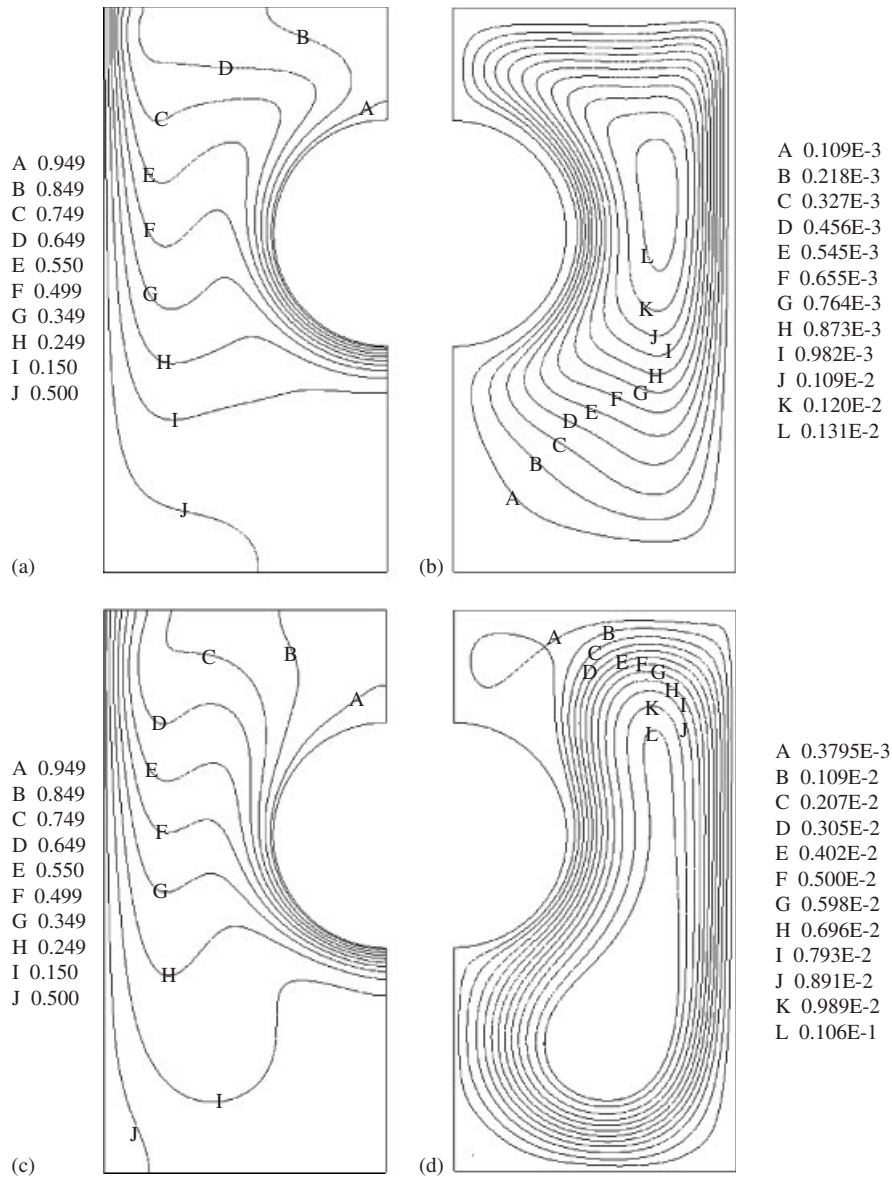 B
D
A
C
E
F
G
H
I
J
A 0.949
B 0.849
C 0.749
D 0.649
E 0.550
F 0.499
G 0.349
H 0.249
I 0.150
J 0.500
(a)
L
K
J
I
H
G
F
E
D
C
B
A
A 0.109E-3
B 0.218E-3
C 0.327E-3
D 0.456E-3
E 0.545E-3
F 0.655E-3
G 0.764E-3
H 0.873E-3
I 0.982E-3
J 0.109E-2
K 0.120E-2
L 0.131E-2
(b)
C
B
A
D
E
F
G
H
I
J
A 0.949
B 0.849
C 0.749
D 0.649
E 0.550
F 0.499
G 0.349
H 0.249
I 0.150
J 0.500
(c)
A
B
C
D
E
F
G
H
I
K
J
L
A 0.3795E-3
B 0.109E-2
C 0.207E-2
D 0.305E-2
E 0.402E-2
F 0.500E-2
G 0.598E-2
H 0.696E-2
I 0.793E-2
J 0.891E-2
K 0.989E-2
L 0.106E-1
(d)